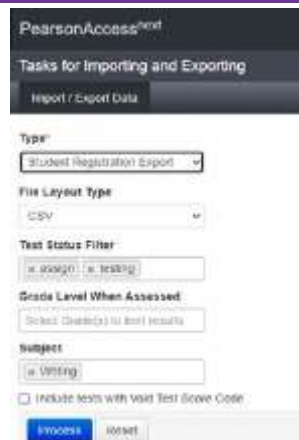 PearsonAccessnext
Tasks for Importing and Exporting
Import / Export Data
Type*
Student Registration Export
File Layout Type
CSV
Test Status Filter
× assign × testing
Grade Level When Assessed
Select Grade(s) to limit results
Subject
× Writing
Include tests with Void Test Score Code
Process Reset